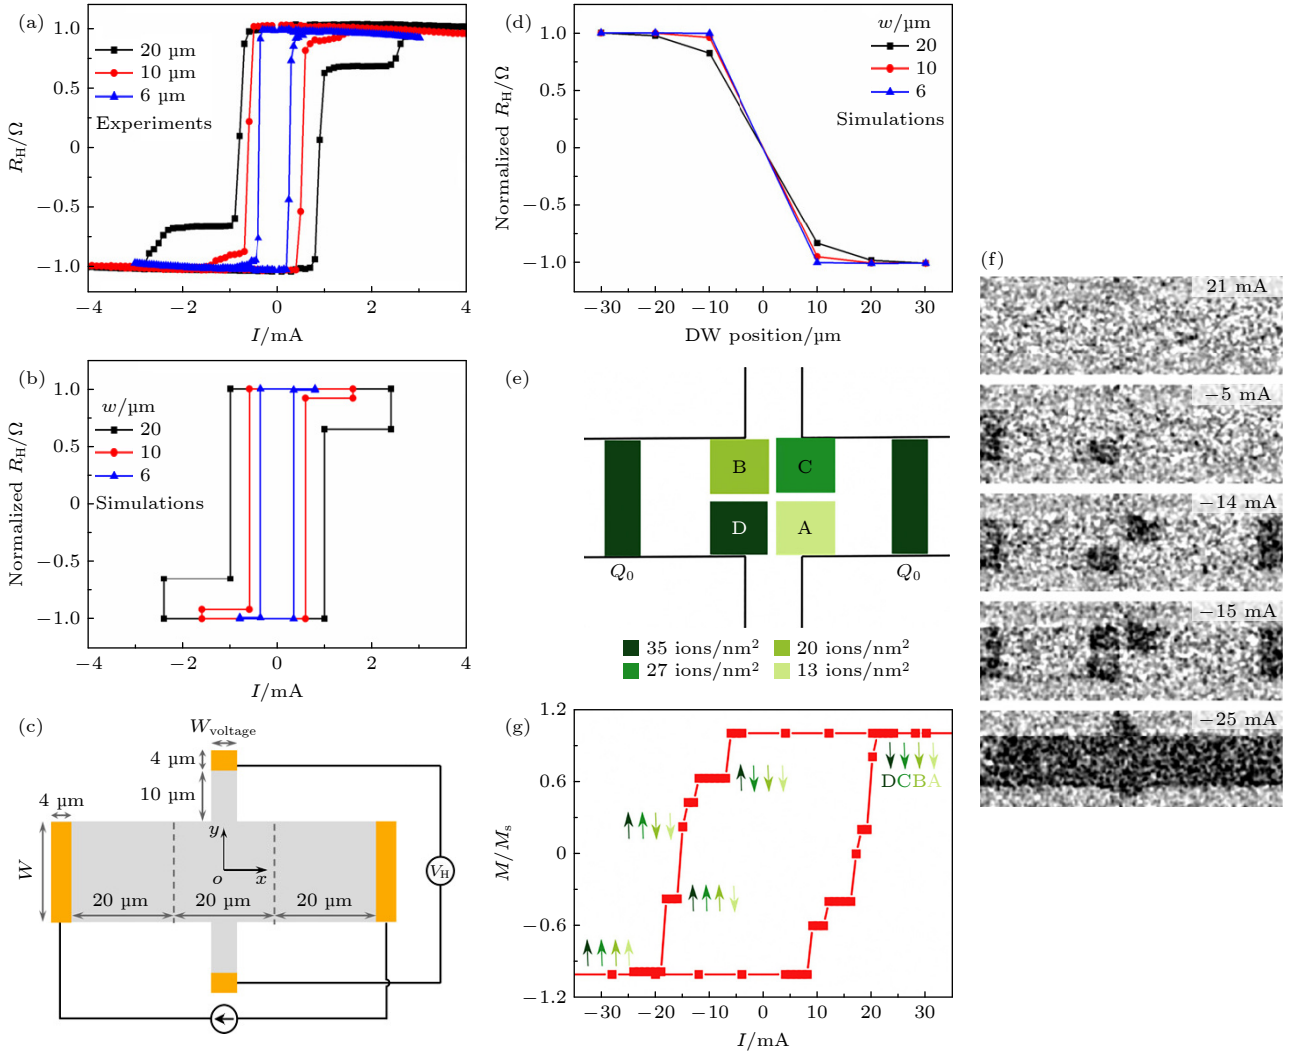 (a)
1.0
0.5
0
−0.5
−1.0
R_H/Ω
20 μm
10 μm
6 μm
Experiments
−4
−2
0
2
4
I/mA
(b)
1.0
0.5
0
−0.5
−1.0
Normalized R_H/Ω
w/μm
20
10
6
Simulations
−4
−2
0
2
4
I/mA
(c)
W_voltage
4 μm
10 μm
4 μm
W
y
o
x
20 μm
20 μm
20 μm
V_H
(d)
1.0
0.5
0
−0.5
−1.0
Normalized R_H/Ω
w/μm
20
10
6
Simulations
−30
−20
−10
0
10
20
30
DW position/μm
(e)
B
C
D
A
Q_0
Q_0
35 ions/nm²
20 ions/nm²
27 ions/nm²
13 ions/nm²
(f)
21 mA
−5 mA
−14 mA
−15 mA
−25 mA
(g)
1.2
0.6
0
−0.6
−1.2
M/M_s
DCBA
−30
−20
−10
0
10
20
30
I/mA